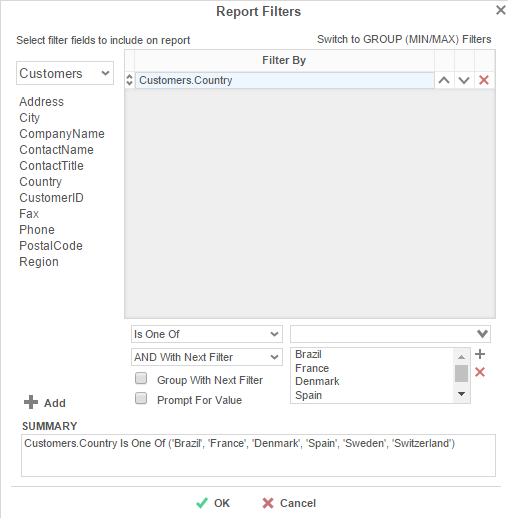 Report Filters
Select filter fields to include on report
Switch to GROUP (MIN/MAX) Filters
Customers
Address
City
CompanyName
ContactName
ContactTitle
Country
CustomerID
Fax
Phone
PostalCode
Region
Add
Filter By
Customers.Country
Is One Of
AND With Next Filter
Group With Next Filter
Prompt For Value
Brazil
France
Denmark
Spain
SUMMARY
Customers.Country Is One Of ('Brazil', 'France', 'Denmark', 'Spain', 'Sweden', 'Switzerland')
OK
Cancel